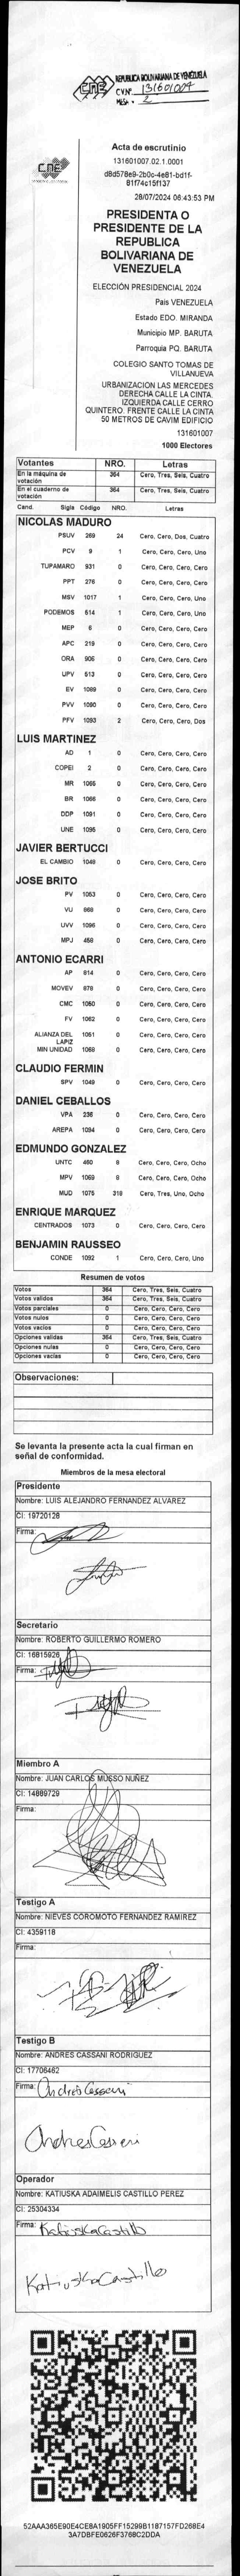 CNE
REPUBLICA BOLIVARIANA DE VENEZUELA
CVNº. 131601007
MESA • 2
CNE
Acta de escrutinio
131601007.02.1.0001
d8d578e9-2b0c-4e81-bd1f-
81f74c15f137
28/07/2024 06:43:53 PM
PRESIDENTA O
PRESIDENTE DE LA
REPUBLICA
BOLIVARIANA DE
VENEZUELA
ELECCIÓN PRESIDENCIAL 2024
Pais VENEZUELA
Estado EDO. MIRANDA
Municipio MP. BARUTA
Parroquia PQ. BARUTA
COLEGIO SANTO TOMAS DE
VILLANUEVA
URBANIZACIÓN LAS MERCEDES
DERECHA CALLE LA CINTA.
IZQUIERDA CALLE CERRO
QUINTERO. FRENTE CALLE LA CINTA
50 METROS DE CAVIM EDIFICIO
131601007
1000 Electores
Votantes NRO. Letras
En la máquina de votación 364 Cero, Tres, Seis, Cuatro
En el cuaderno de votación 364 Cero, Tres, Seis, Cuatro
Cand. Sigla Código NRO. Letras
NICOLAS MADURO
PSUV 269 24 Cero, Cero, Dos, Cuatro
PCV 9 1 Cero, Cero, Cero, Uno
TUPAMARO 931 0 Cero, Cero, Cero, Cero
PPT 276 0 Cero, Cero, Cero, Cero
MSV 1017 1 Cero, Cero, Cero, Uno
PODEMOS 514 1 Cero, Cero, Cero, Uno
MEP 6 0 Cero, Cero, Cero, Cero
APC 219 0 Cero, Cero, Cero, Cero
ORA 906 0 Cero, Cero, Cero, Cero
UPV 513 0 Cero, Cero, Cero, Cero
EV 1089 0 Cero, Cero, Cero, Cero
PVV 1090 0 Cero, Cero, Cero, Cero
PFV 1093 2 Cero, Cero, Cero, Dos
LUIS MARTINEZ
AD 1 0 Cero, Cero, Cero, Cero
COPEI 2 0 Cero, Cero, Cero, Cero
MR 1065 0 Cero, Cero, Cero, Cero
BR 1066 0 Cero, Cero, Cero, Cero
DDP 1091 0 Cero, Cero, Cero, Cero
UNE 1095 0 Cero, Cero, Cero, Cero
JAVIER BERTUCCI
EL CAMBIO 1048 0 Cero, Cero, Cero, Cero
JOSE BRITO
PV 1053 0 Cero, Cero, Cero, Cero
VU 868 0 Cero, Cero, Cero, Cero
UVV 1096 0 Cero, Cero, Cero, Cero
MPJ 458 0 Cero, Cero, Cero, Cero
ANTONIO ECARRI
AP 814 0 Cero, Cero, Cero, Cero
MOVEV 878 0 Cero, Cero, Cero, Cero
CMC 1050 0 Cero, Cero, Cero, Cero
FV 1062 0 Cero, Cero, Cero, Cero
ALIANZA DEL LAPIZ 1051 0 Cero, Cero, Cero, Cero
MIN UNIDAD 1068 0 Cero, Cero, Cero, Cero
CLAUDIO FERMIN
SPV 1049 0 Cero, Cero, Cero, Cero
DANIEL CEBALLOS
VPA 236 0 Cero, Cero, Cero, Cero
AREPA 1094 0 Cero, Cero, Cero, Cero
EDMUNDO GONZALEZ
UNTC 460 8 Cero, Cero, Cero, Ocho
MPV 1069 8 Cero, Cero, Cero, Ocho
MUD 1075 318 Cero, Tres, Uno, Ocho
ENRIQUE MARQUEZ
CENTRADOS 1073 0 Cero, Cero, Cero, Cero
BENJAMIN RAUSSEO
CONDE 1092 1 Cero, Cero, Cero, Uno
Resumen de votos
Votos 364 Cero, Tres, Seis, Cuatro
Votos validos 364 Cero, Tres, Seis, Cuatro
Votos parciales 0 Cero, Cero, Cero, Cero
Votos nulos 0 Cero, Cero, Cero, Cero
Votos vacios 0 Cero, Cero, Cero, Cero
Opciones validas 364 Cero, Tres, Seis, Cuatro
Opciones nulas 0 Cero, Cero, Cero, Cero
Opciones vacias 0 Cero, Cero, Cero, Cero
Observaciones:
Se levanta la presente acta la cual firman en
señal de conformidad.
Miembros de la mesa electoral
Presidente
Nombre: LUIS ALEJANDRO FERNANDEZ ALVAREZ
CI: 19720126
Firma:
Secretario
Nombre: ROBERTO GUILLERMO ROMERO
CI: 16815926
Firma:
Miembro A
Nombre: JUAN CARLOS MUSSO NUÑEZ
CI: 14889729
Firma:
Testigo A
Nombre: NIEVES COROMOTO FERNANDEZ RAMIREZ
CI: 4359118
Firma:
Testigo B
Nombre: ANDRES CASSANI RODRIGUEZ
CI: 17706462
Firma: Andres Cassani
Andres Cassani
Operador
Nombre: KATIUSKA ADAIMELIS CASTILLO PEREZ
CI: 25304334
Firma: Katiuska Castillo
Katiuska Castillo
52AAA365E90E4CE8A1905FF15299B1187157FD268E4
3A7DBFE0626F3768C2DDA